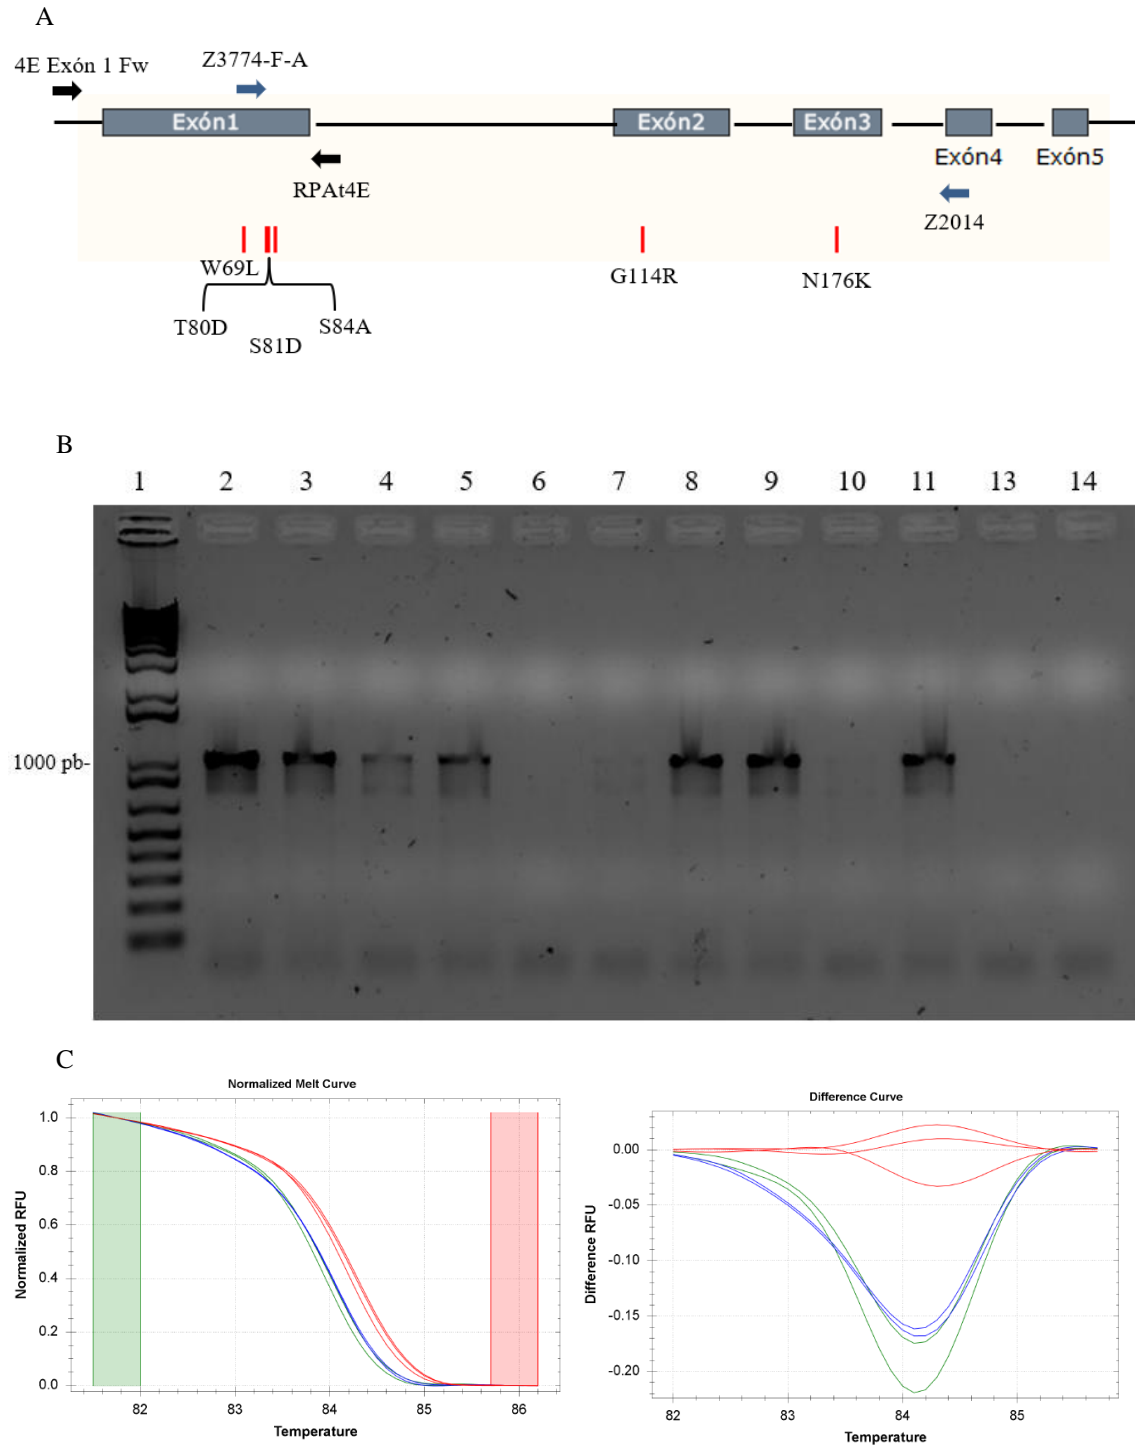 A
4E Exón 1 Fw
Z3774-F-A
Exón1
Exón2
Exón3
Exón4
Exón5
RPAt4E
Z2014
W69L
G114R
N176K
T80D
S81D
S84A
B
1 2 3 4 5 6 7 8 9 10 11 13 14
1000 pb-
C
Normalized Melt Curve
Normalized RFU
1.0
0.8
0.6
0.4
0.2
0.0
82 83 84 85 86
Temperature
Difference Curve
Difference RFU
0.00
-0.05
-0.10
-0.15
-0.20
82 83 84 85
Temperature